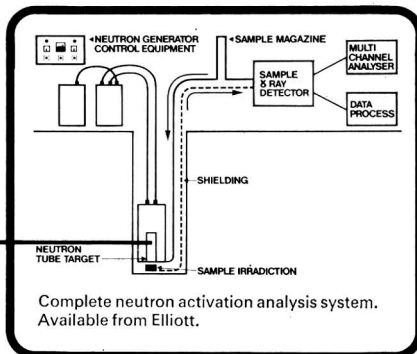 NEUTRON GENERATOR
CONTROL EQUIPMENT
SAMPLE MAGAZINE
MULTI
CHANNEL
ANALYSER
SAMPLE
γ RAY
DETECTOR
DATA
PROCESS
SHIELDING
NEUTRON
TUBE TARGET
SAMPLE IRRADICTION
Complete neutron activation analysis system.
Available from Elliott.